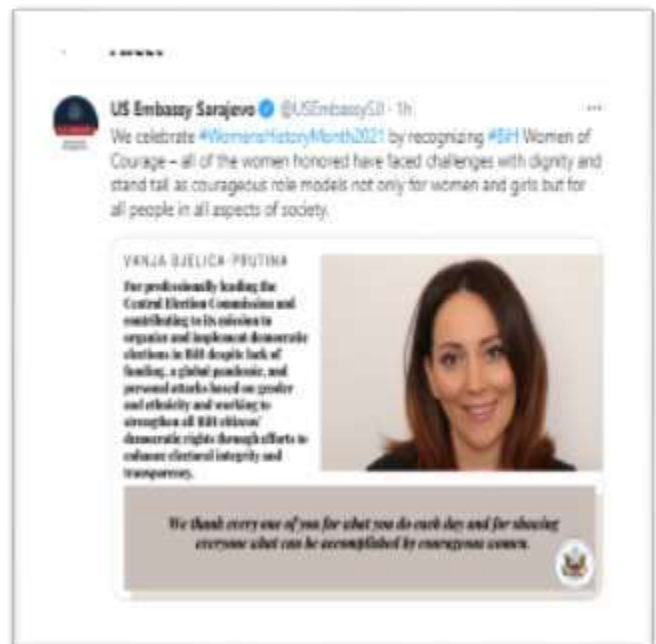 US Embassy Sarajevo @USEmbassySJJ · 1h
We celebrate #WomensHistoryMonth2021 by recognizing #BiH Women of
Courage – all of the women honored have faced challenges with dignity and
stand tall as courageous role models not only for women and girls but for
all people in all aspects of society.
VANJA BJELICA-PRUTINA
For professionally leading the
Central Election Commission and
contributing to its mission to
organize and implement democratic
elections in BiH despite lack of
funding, a global pandemic, and
personal attacks based on gender
and ethnicity and working to
strengthen all BiH citizens'
democratic rights through efforts to
enhance electoral integrity and
transparency.
We thank every one of you for what you do each day and for showing
everyone what can be accomplished by courageous women.